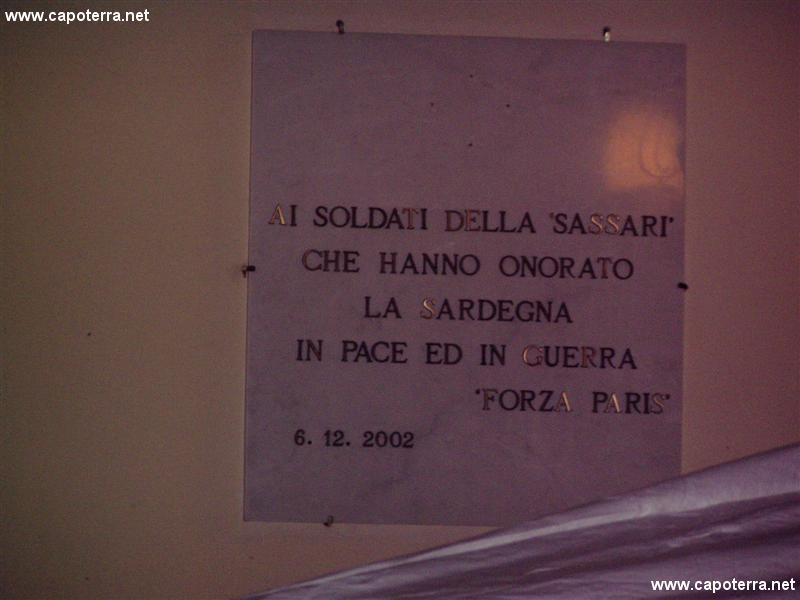 www.capoterra.net
AI SOLDATI DELLA 'SASSARI'
CHE HANNO ONORATO
LA SARDEGNA
IN PACE ED IN GUERRA
'FORZA PARIS'
6. 12. 2002
www.capoterra.net